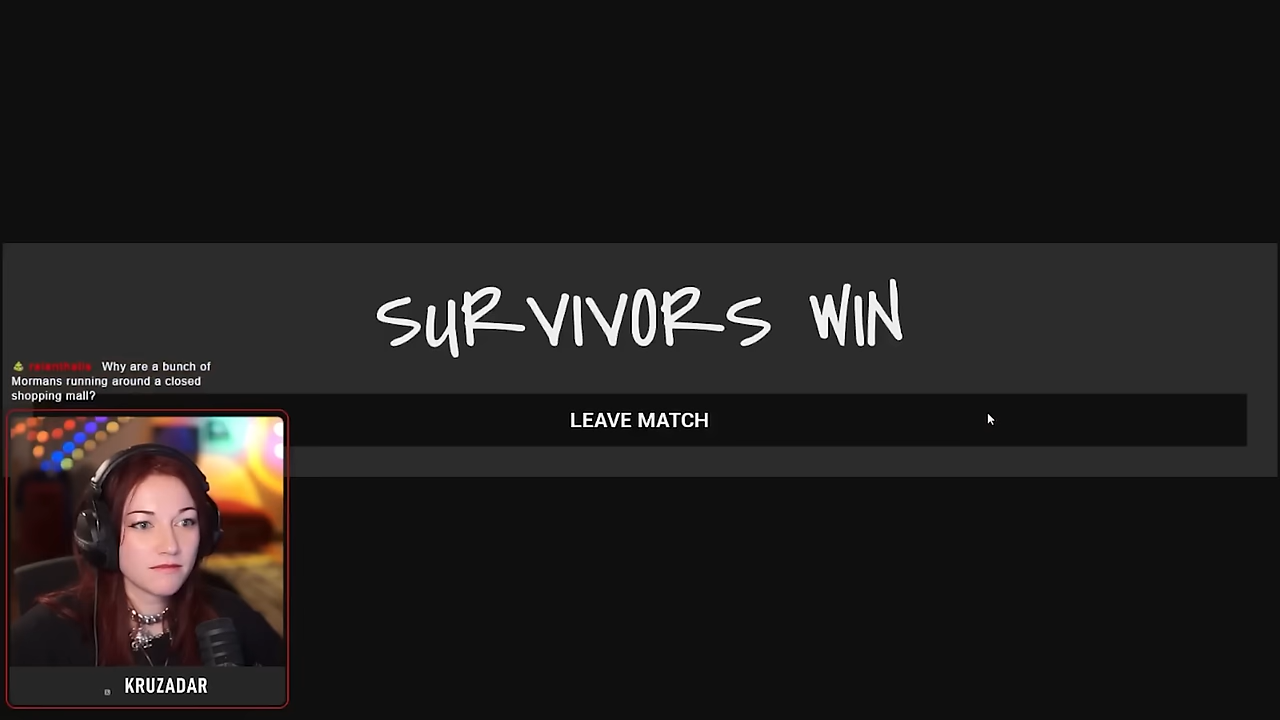 SURVIVORS WIN
Why are a bunch of
Mormans running around a closed
shopping mall?
LEAVE MATCH
KRUZADAR